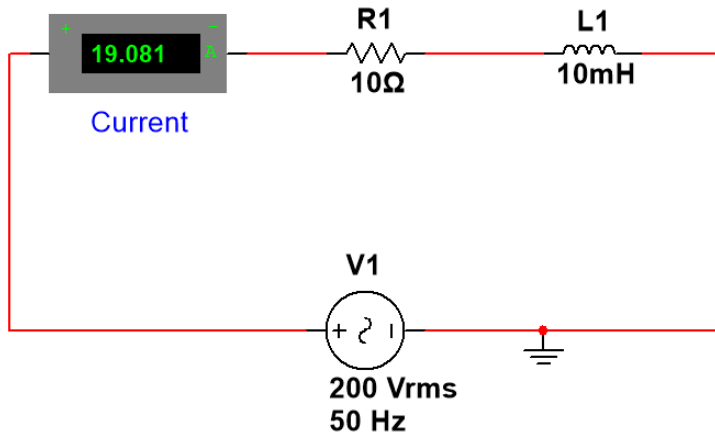 + -
19.081 A
Current
R1
10Ω
L1
10mH
V1
+
200 Vrms
50 Hz